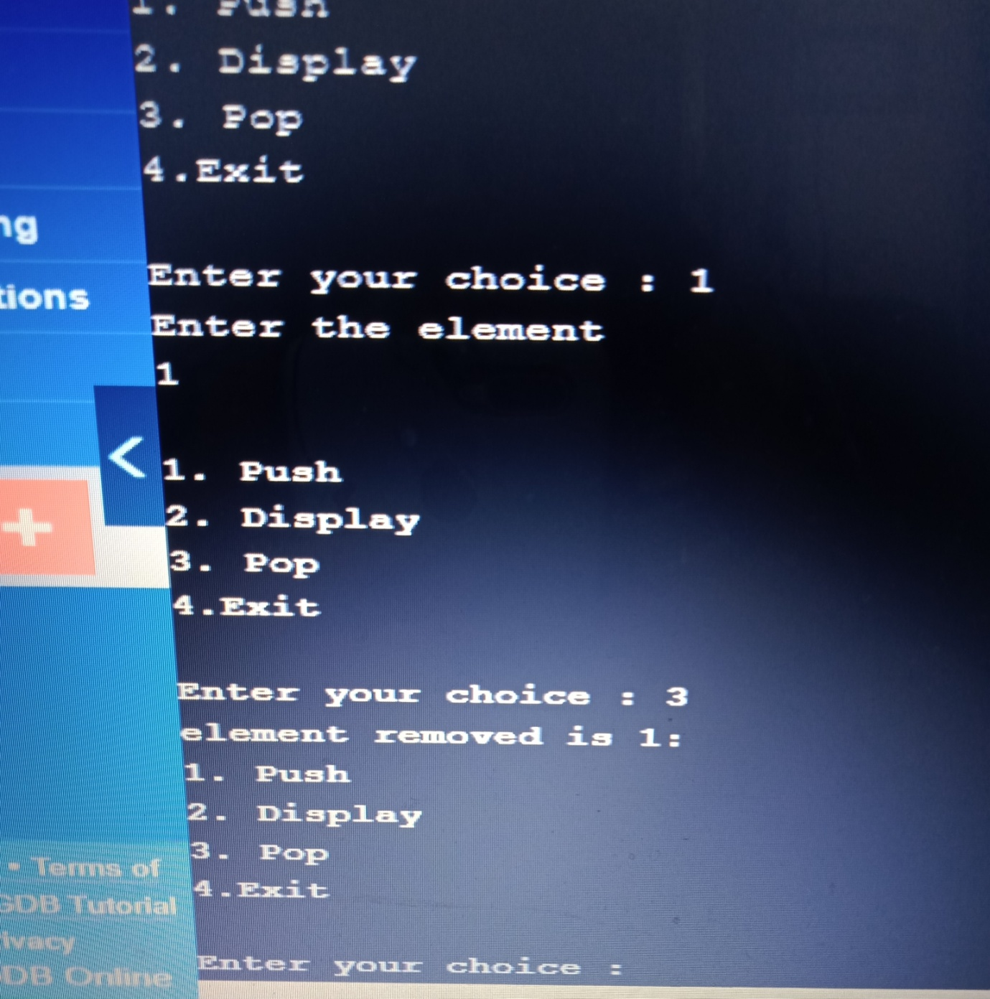 1. Push
2. Display
3. Pop
4.Exit
Enter your choice : 1
Enter the element
1
1. Push
2. Display
3. Pop
4.Exit
Enter your choice : 3
element removed is 1:
1. Push
2. Display
3. Pop
4.Exit
Enter your choice :
ng
tions
<
+
• Terms of
GDB Tutorial
ivacy
DB Online